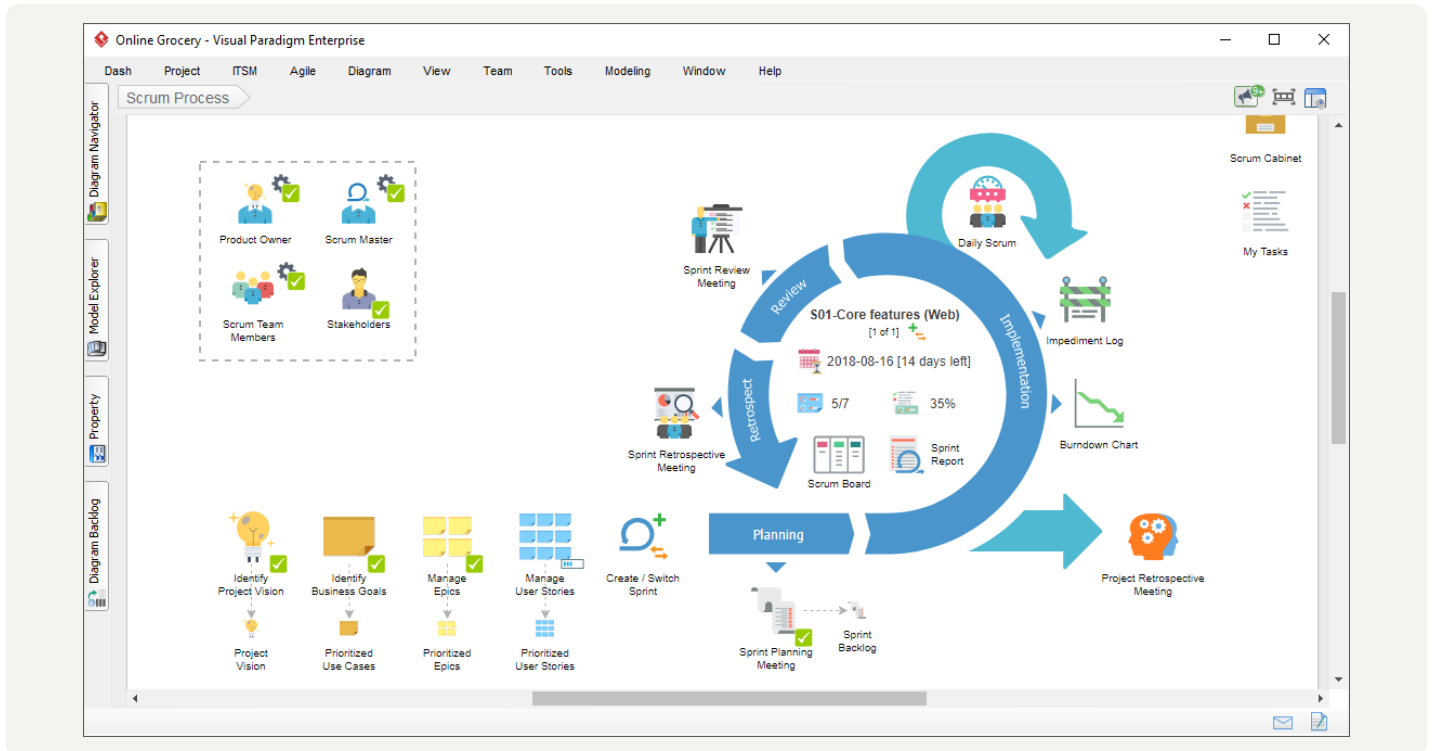 Online Grocery - Visual Paradigm Enterprise
Dash Project ITSM Agile Diagram View Team Tools Modeling Window Help
Scrum Process
9+
Diagram Navigator
Model Explorer
Property
Diagram Backlog
Scrum Cabinet
My Tasks
Product Owner
Scrum Master
Scrum Team
Members
Stakeholders
Sprint Review
Meeting
Daily Scrum
Review
Implementation
Retrospect
S01-Core features (Web)
[1 of 1]
2018-08-16 [14 days left]
5/7
35%
Scrum Board
Sprint
Report
Impediment Log
Burndown Chart
Sprint Retrospective
Meeting
Planning
Identify
Project Vision
Identify
Business Goals
Manage
Epics
Manage
User Stories
Create / Switch
Sprint
Project Retrospective
Meeting
Project
Vision
Prioritized
Use Cases
Prioritized
Epics
Prioritized
User Stories
Sprint Planning
Meeting
Sprint
Backlog